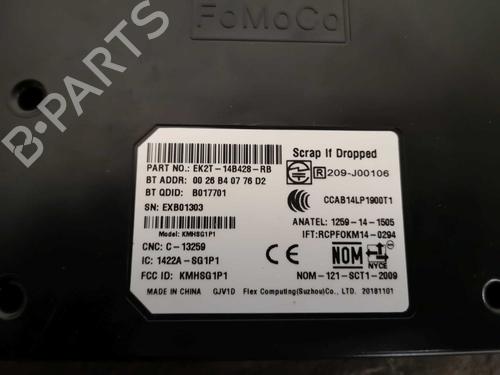 FoMoCo
B-PARTS
Scrap If Dropped
PART NO.: EK2T-14B428-RB
R 209-J00106
BT ADDR: 00 26 B4 07 76 D2
BT QDID: B017701
CCAB14LP1900T1
SN: EXB01303
ANATEL: 1259-14-1505
Model: KMHSG1P1
IFT:RCPFOKM14-0294
CNC: C-13259
IC: 1422A-SG1P1
CE
NOM
NYCE
FCC ID: KMHSG1P1
NOM-121-SCT1-2009
MADE IN CHINA GJV1D Flex Computing(Suzhou)Co., LTD. 20181101